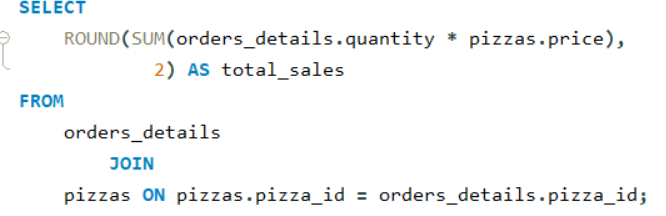 SELECT
ROUND(SUM(orders_details.quantity * pizzas.price),
2) AS total_sales
FROM
orders_details
JOIN
pizzas ON pizzas.pizza_id = orders_details.pizza_id;